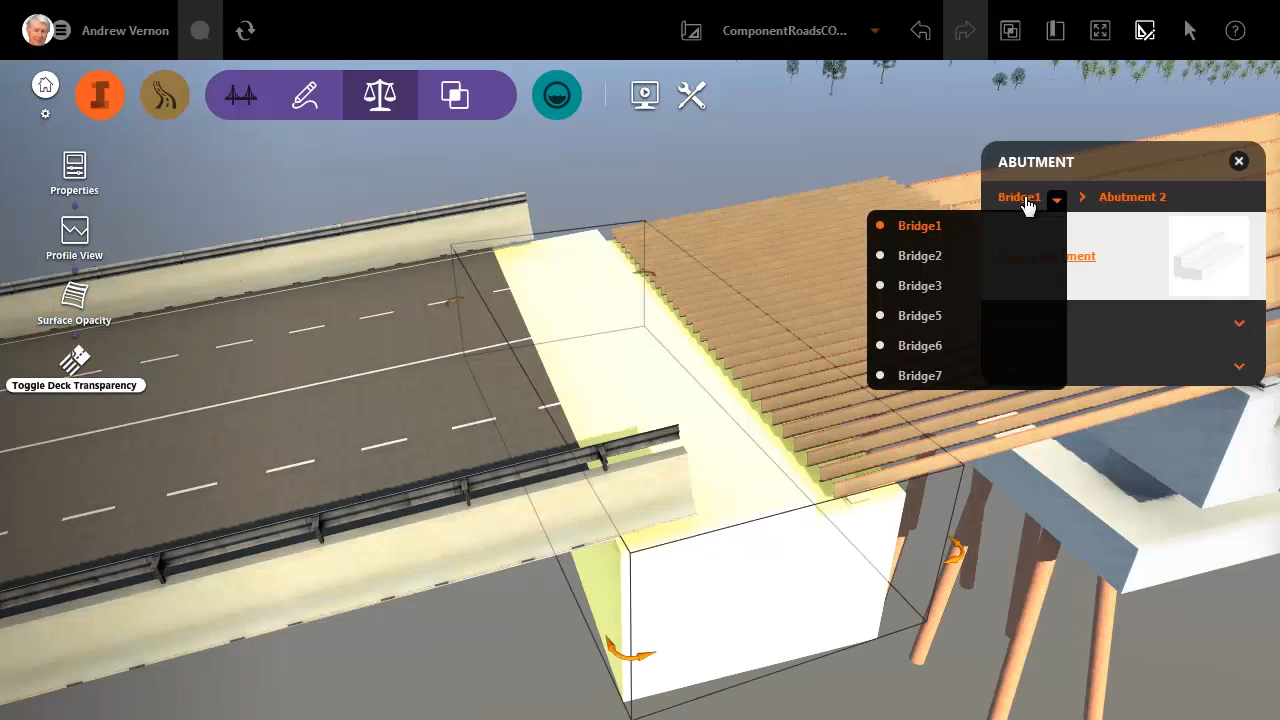 Andrew Vernon
ComponentRoadsCO...
Properties
Profile View
Surface Opacity
Toggle Deck Transparency
ABUTMENT
Bridge1
Abutment 2
ment
Bridge1
Bridge2
Bridge3
Bridge5
Bridge6
Bridge7